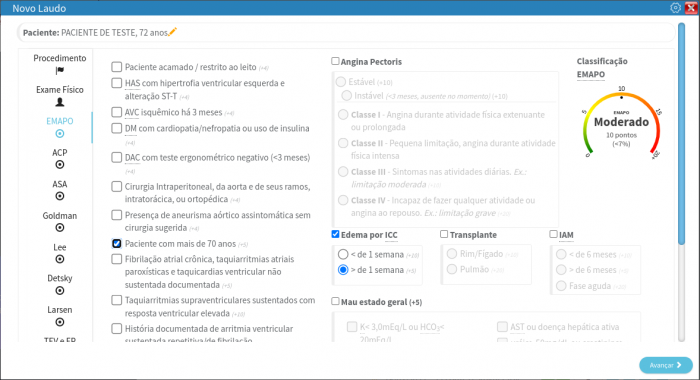 Novo Laudo
Paciente: PACIENTE DE TESTE, 72 anos
Procedimento
Exame Físico
EMAPO
ACP
ASA
Goldman
Lee
Detsky
Larsen
TEV e EP
Paciente acamado / restrito ao leito (+4)
HAS com hipertrofia ventricular esquerda e
alteração ST-T (+4)
AVC isquêmico há 3 meses (+4)
DM com cardiopatia/nefropatia ou uso de insulina
(+4)
DAC com teste ergonométrico negativo (<3 meses)
(+4)
Cirurgia Intraperitoneal, da aorta e de seus ramos,
intratorácica, ou ortopédica (+4)
Presença de aneurisma aórtico assintomática sem
cirurgia sugerida (+4)
Paciente com mais de 70 anos (+5)
Fibrilação atrial crônica, taquiarritmias atriais
paroxísticas e taquicardias ventricular não
sustentada documentada (+5)
Taquiarritmias supraventriculares sustentados com
resposta ventricular elevada (+10)
História documentada de arritmia ventricular
sustentada repetitiva/de fibrilação
Angina Pectoris
Estável (+10)
Instável (<3 meses, ausente no momento) (+10)
Classe I - Angina durante atividade física extenuante
ou prolongada
Classe II - Pequena limitação, angina durante atividade
física intensa
Classe III - Sintomas nas atividades diárias. Ex.:
limitação moderada
Classe IV - Incapaz de fazer qualquer atividade ou
angina ao repouso. Ex.: limitação grave
Edema por ICC
< de 1 semana (+10)
> de 1 semana (+5)
Transplante
Rim/Fígado
Pulmão
IAM
< de 6 meses
> de 6 meses
Fase aguda
Mau estado geral (+5)
K< 3,0mEq/L ou HCO₃<
20mEq/L
AST ou doença hepática ativa
Classificação
EMAPO
10
EMAPO
Moderado
10 pontos
(<7%)
0
Avançar